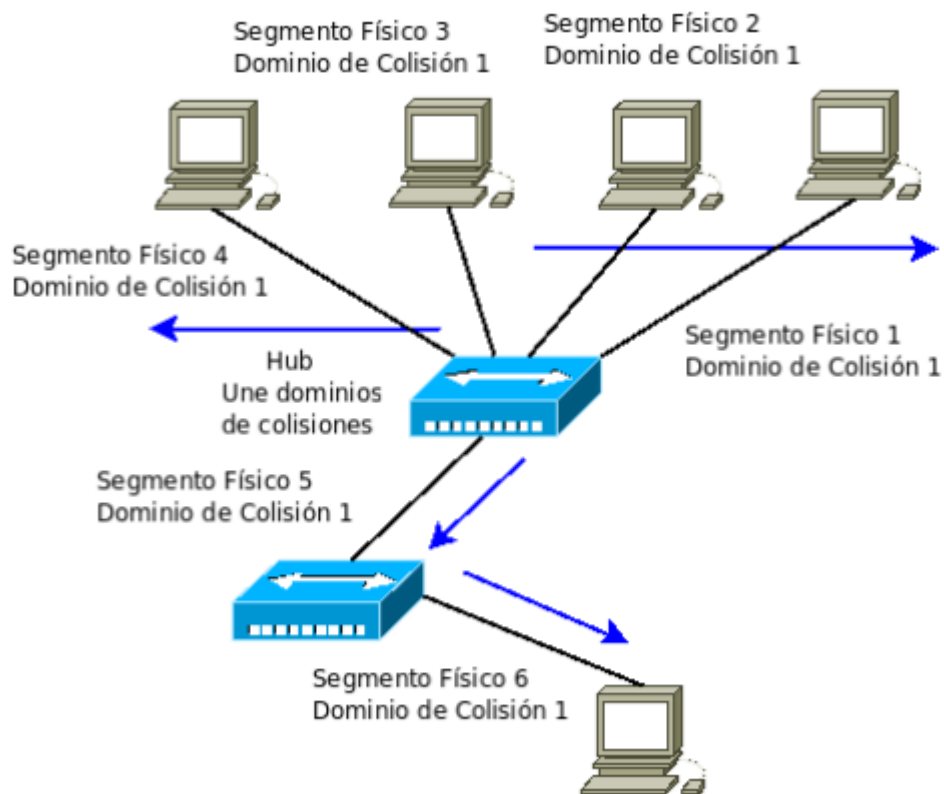 Segmento Físico 3
Dominio de Colisión 1
Segmento Físico 2
Dominio de Colisión 1
Segmento Físico 4
Dominio de Colisión 1
Segmento Físico 1
Dominio de Colisión 1
Hub
Une dominios
de colisiones
Segmento Físico 5
Dominio de Colisión 1
Segmento Físico 6
Dominio de Colisión 1